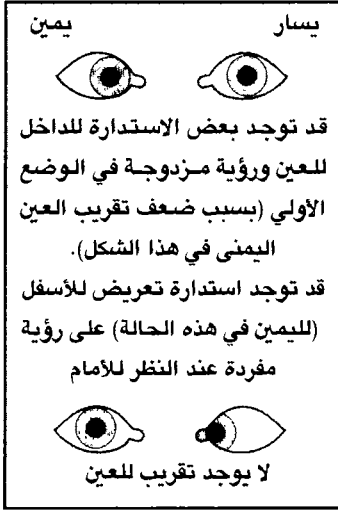 يسار
يمين
قد توجد بعض الاستدارة للداخل
للعين ورؤية مزدوجة في الوضع
الأولي (بسبب ضعف تقريب العين
اليمنى في هذا الشكل).
قد توجد استدارة تعريض للأسفل
(لليمين في هذه الحالة) على رؤية
مفردة عند النظر للأمام
لا يوجد تقريب للعين